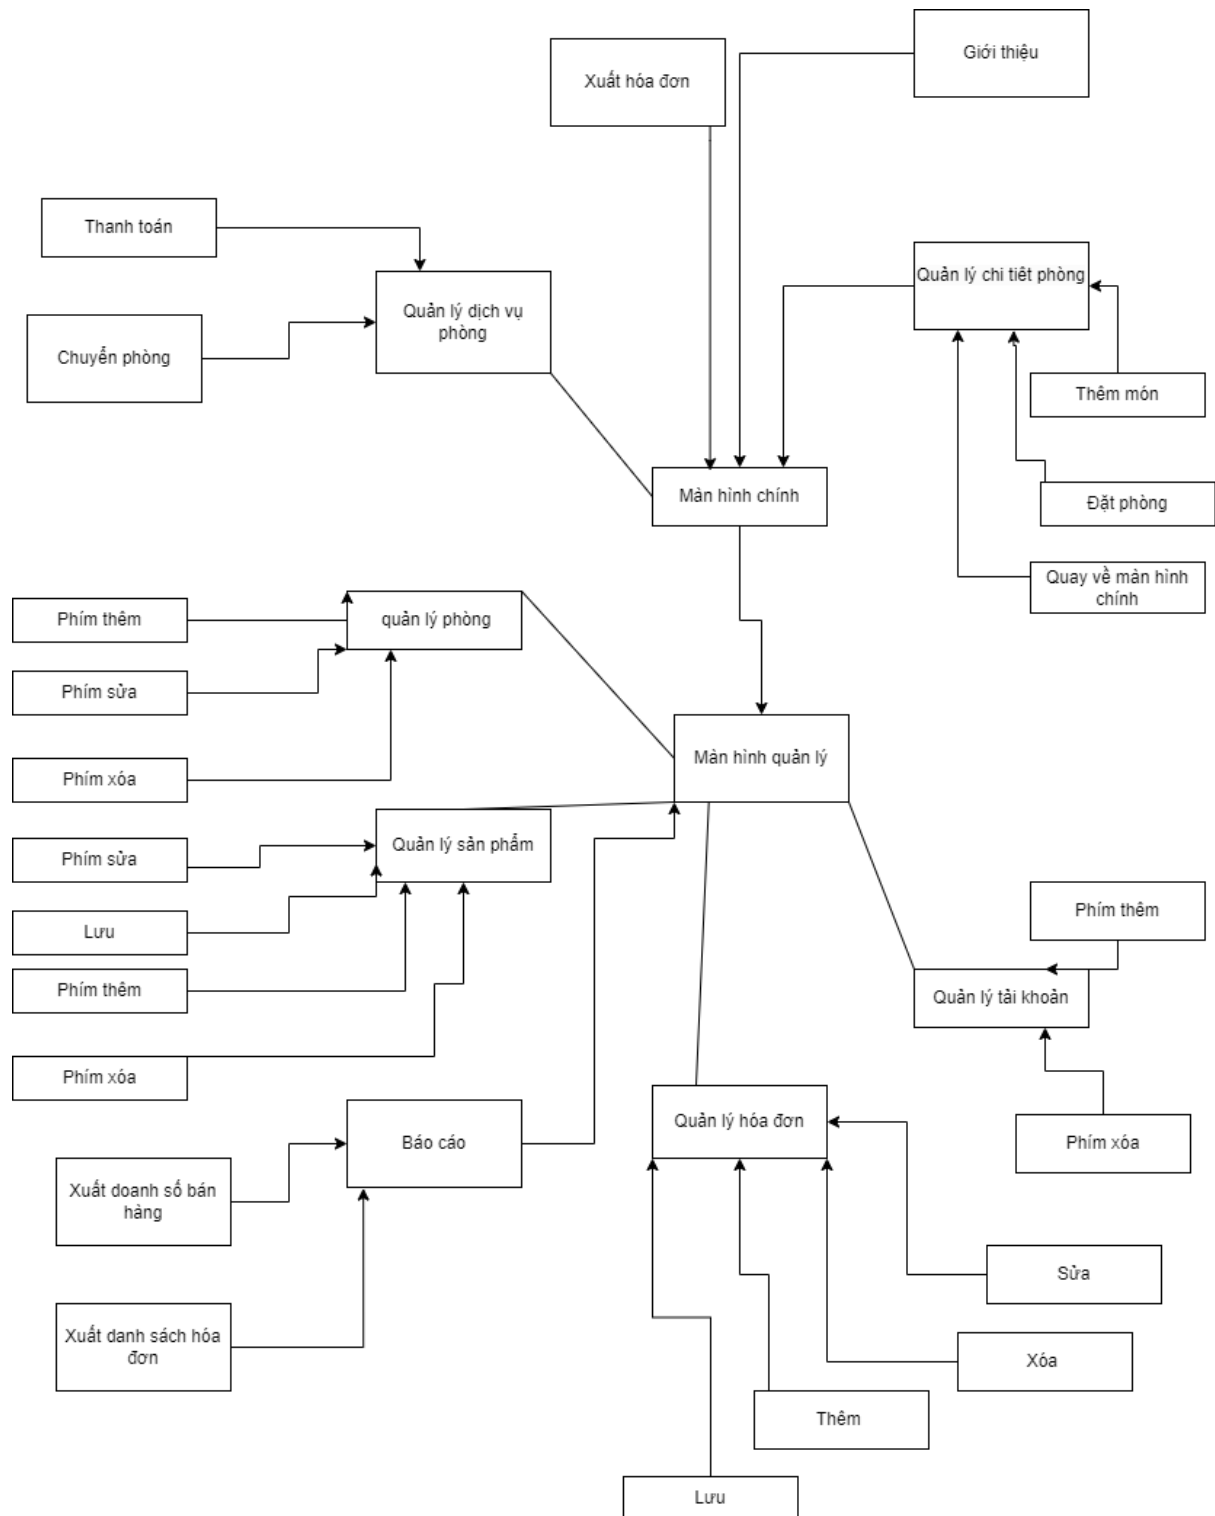 Giới thiệu
Xuất hóa đơn
Thanh toán
Quản lý chi tiêt phòng
Quản lý dịch vụ
phòng
Chuyển phòng
Thêm món
Màn hình chính
Đặt phòng
Quay về màn hình
chính
Phím thêm
quản lý phòng
Phím sửa
Màn hình quản lý
Phím xóa
Quản lý sản phẩm
Phím sửa
Phím thêm
Lưu
Phím thêm
Quản lý tải khoản
Phím xóa
Quản lý hóa đơn
Báo cáo
Phím xóa
Xuất doanh số bán
hàng
Sửa
Xuất danh sách hóa
đơn
Xóa
Thêm
Lưu